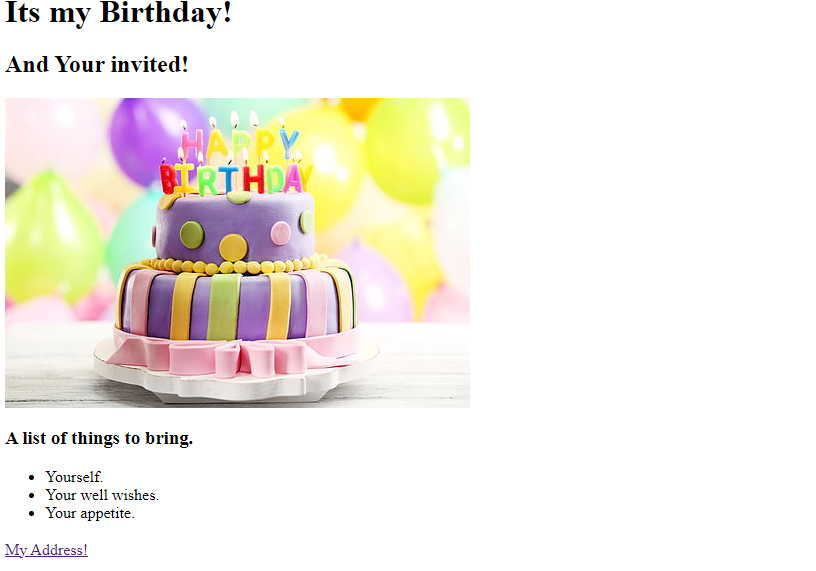 Its my Birthday!
And Your invited!
HAPPY
BIRTHDAY
A list of things to bring.
Yourself.
Your well wishes.
Your appetite.
My Address!